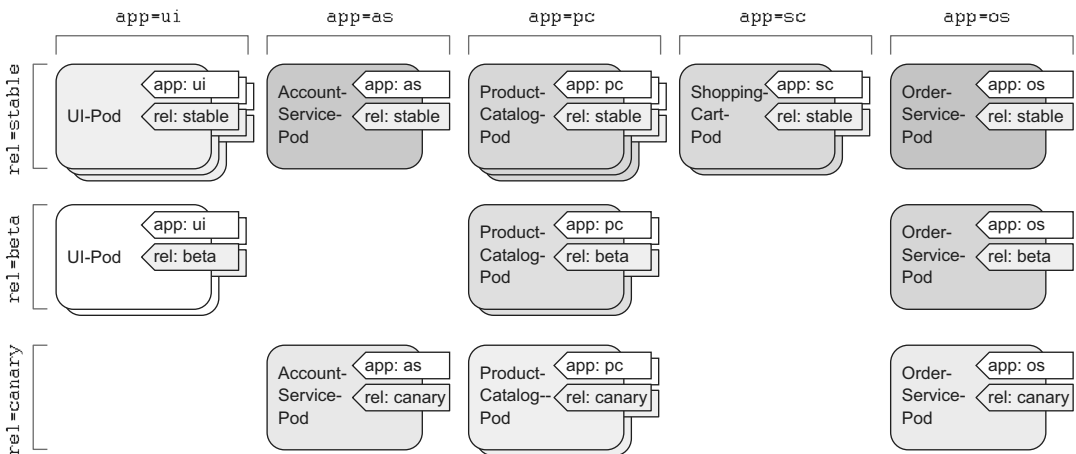 app=ui
app=as
app=pc
app=sc
app=os
rel=stable
UI-Pod
app: ui
rel: stable
Account-
Service-
Pod
app: as
rel: stable
Product-
Catalog-
Pod
app: pc
rel: stable
Shopping-
Cart-
Pod
app: sc
rel: stable
Order-
Service-
Pod
app: os
rel: stable
rel=beta
UI-Pod
app: ui
rel: beta
Product-
Catalog-
Pod
app: pc
rel: beta
Order-
Service-
Pod
app: os
rel: beta
rel=canary
Account-
Service-
Pod
app: as
rel: canary
Product-
Catalog--
Pod
app: pc
rel: canary
Order-
Service-
Pod
app: os
rel: canary